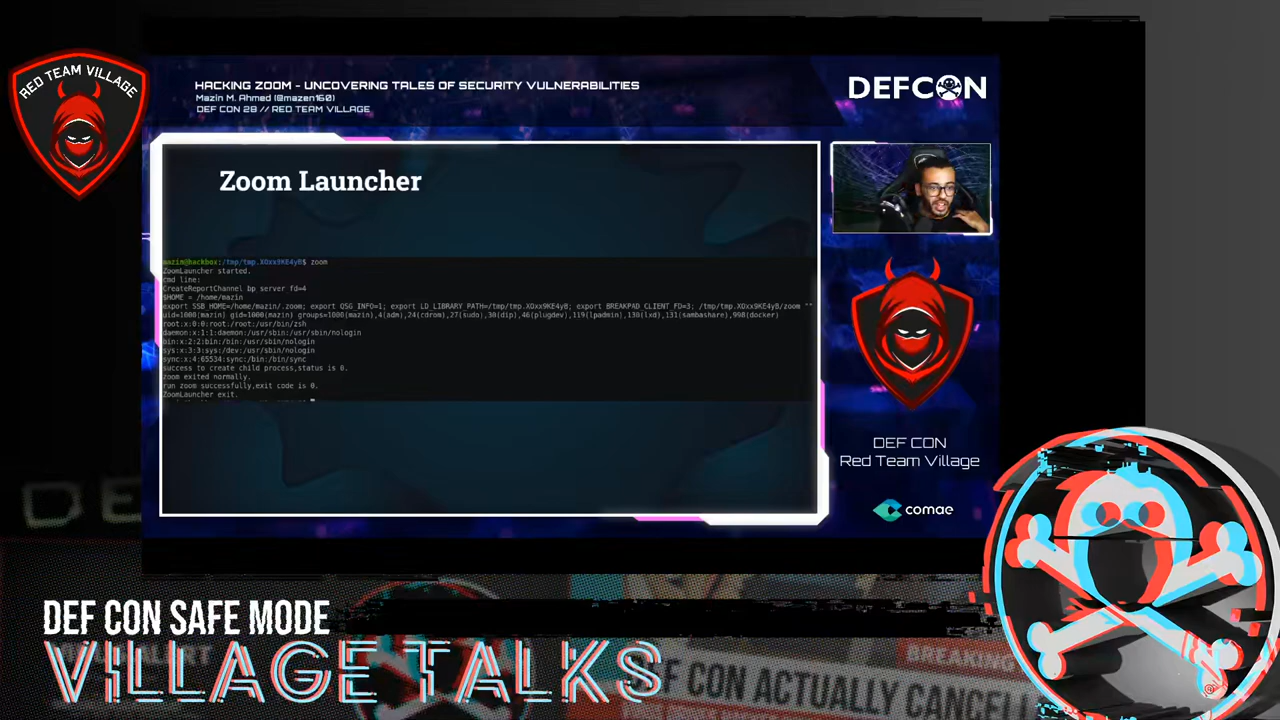 RED TEAM VILLAGE
HACKING ZOOM - UNCOVERING TALES OF SECURITY VULNERABILITIES
Mazin M. Ahmed (@mazen160)
DEF CON 28 // RED TEAM VILLAGE
DEFCON
Zoom Launcher
mazin@hackbox:/tmp/tmp.XOxx9KE4yB$ zoom
ZoomLauncher started.
cmd line:
CreateReportChannel bp server fd=4
$HOME = /home/mazin
export SSB_HOME=/home/mazin/.zoom; export QSG_INFO=1; export LD_LIBRARY_PATH=/tmp/tmp.XOxx9KE4yB; export BREAKPAD_CLIENT_FD=3; /tmp/tmp.XOxx9KE4yB/zoom ""
uid=1000(mazin) gid=1000(mazin) groups=1000(mazin),4(adm),24(cdrom),27(sudo),30(dip),46(plugdev),119(lpadmin),130(lxd),131(sambashare),998(docker)
root:x:0:0:root:/root:/usr/bin/zsh
daemon:x:1:1:daemon:/usr/sbin:/usr/sbin/nologin
bin:x:2:2:bin:/bin:/usr/sbin/nologin
sys:x:3:3:sys:/dev:/usr/sbin/nologin
sync:x:4:65534:sync:/bin:/bin/sync
success to create child process,status is 0.
zoom exited normally.
run zoom successfully,exit code is 0.
ZoomLauncher exit.
DEF CON
Red Team Village
comae
DEF CON SAFE MODE
VILLAGE TALKS
BREAKING
DEF CON ACTUALLY CANCEL